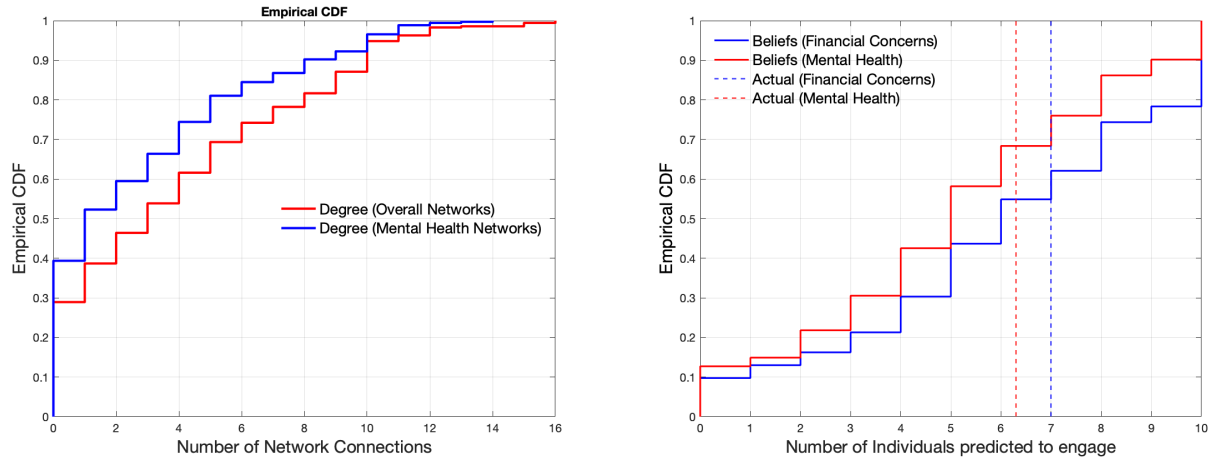 Empirical CDF
1
0.9
0.8
0.7
0.6
0.5
0.4
0.3
0.2
0.1
0
Empirical CDF
Degree (Overall Networks)
Degree (Mental Health Networks)
0 2 4 6 8 10 12 14 16
Number of Network Connections
1
0.9
0.8
0.7
0.6
0.5
0.4
0.3
0.2
0.1
0
Empirical CDF
Beliefs (Financial Concerns)
Beliefs (Mental Health)
Actual (Financial Concerns)
Actual (Mental Health)
0 1 2 3 4 5 6 7 8 9 10
Number of Individuals predicted to engage